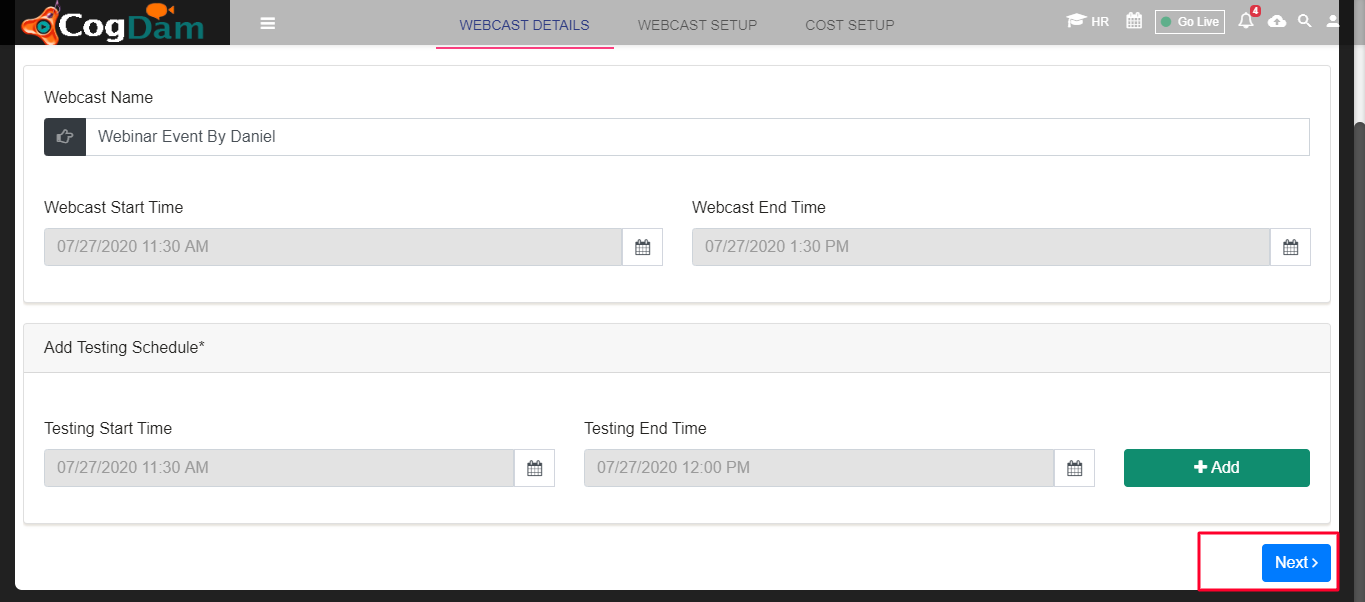 CogDam
WEBCAST DETAILS
WEBCAST SETUP
COST SETUP
HR
Go Live
4
Webcast Name
Webinar Event By Daniel
Webcast Start Time
Webcast End Time
07/27/2020 11:30 AM
07/27/2020 1:30 PM
Add Testing Schedule*
Testing Start Time
Testing End Time
07/27/2020 11:30 AM
07/27/2020 12:00 PM
Add
Next